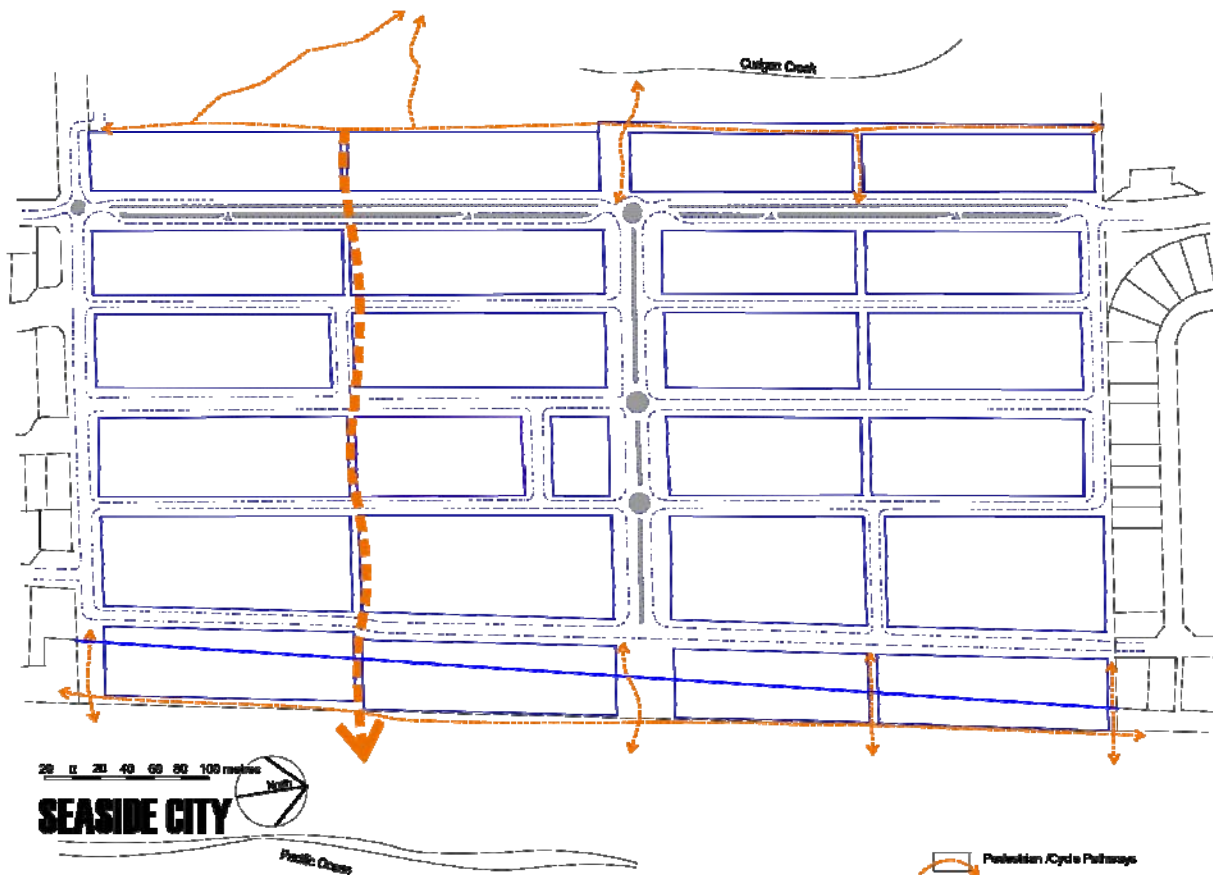 Cudgen Creek
20 0 20 40 60 80 100 metres
North
SEASIDE CITY
Pacific Ocean
Pedestrian /Cycle Pathways